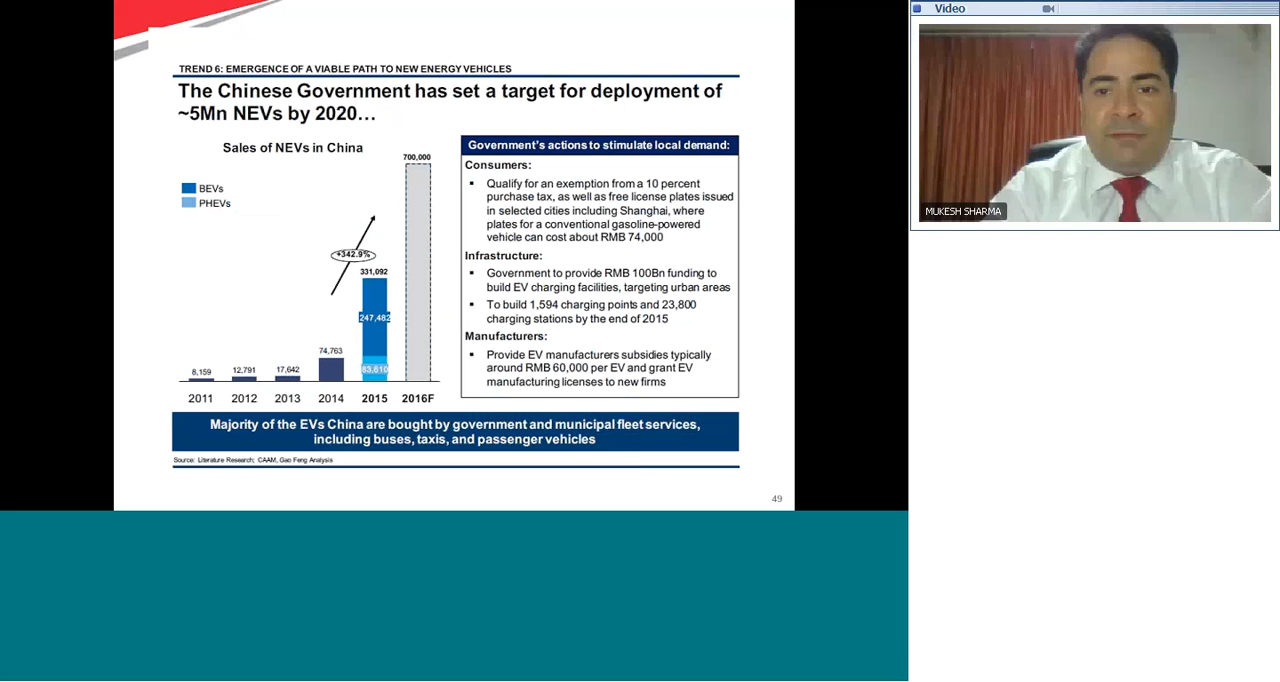 Video
MUKESH SHARMA
TREND 6: EMERGENCE OF A VIABLE PATH TO NEW ENERGY VEHICLES
The Chinese Government has set a target for deployment of
~5Mn NEVs by 2020…
Sales of NEVs in China
BEVs
PHEVs
700,000
+342.9%
331,092
247,482
83,610
74,763
17,642
12,791
8,159
2011 2012 2013 2014 2015 2016F
Government's actions to stimulate local demand:
Consumers:
▪ Qualify for an exemption from a 10 percent
purchase tax, as well as free license plates issued
in selected cities including Shanghai, where
plates for a conventional gasoline-powered
vehicle can cost about RMB 74,000
Infrastructure:
▪ Government to provide RMB 100Bn funding to
build EV charging facilities, targeting urban areas
▪ To build 1,594 charging points and 23,800
charging stations by the end of 2015
Manufacturers:
▪ Provide EV manufacturers subsidies typically
around RMB 60,000 per EV and grant EV
manufacturing licenses to new firms
Majority of the EVs China are bought by government and municipal fleet services,
including buses, taxis, and passenger vehicles
Source: Literature Research; CAAM, Gao Feng Analysis
49